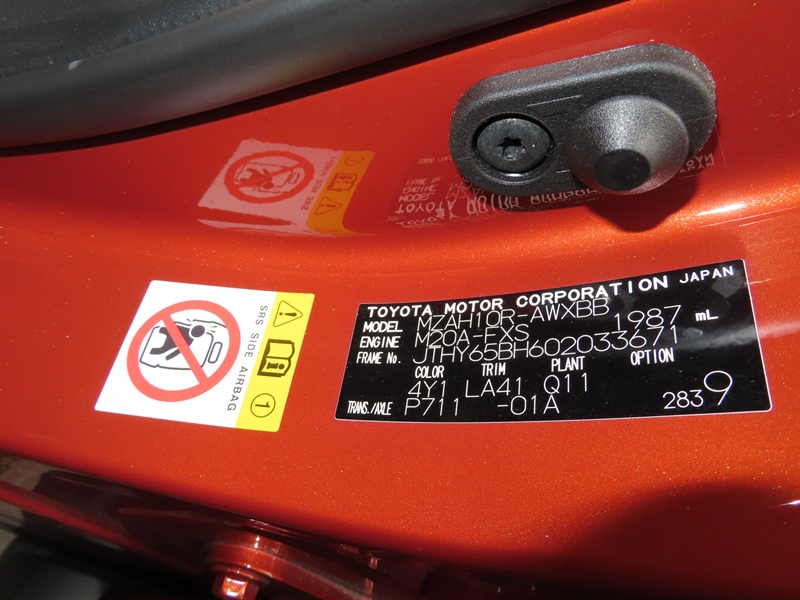 SRS SIDE AIRBAG
1
TOYOTA MOTOR CORPORATION JAPAN
MODEL MZAH10R-AWXBB
ENGINE M20A-FXS 1987 mL
FRAME No. JTHY65BH602033671
COLOR TRIM PLANT OPTION
4Y1 LA41 Q11
TRANS./AXLE P711 -01A 2839